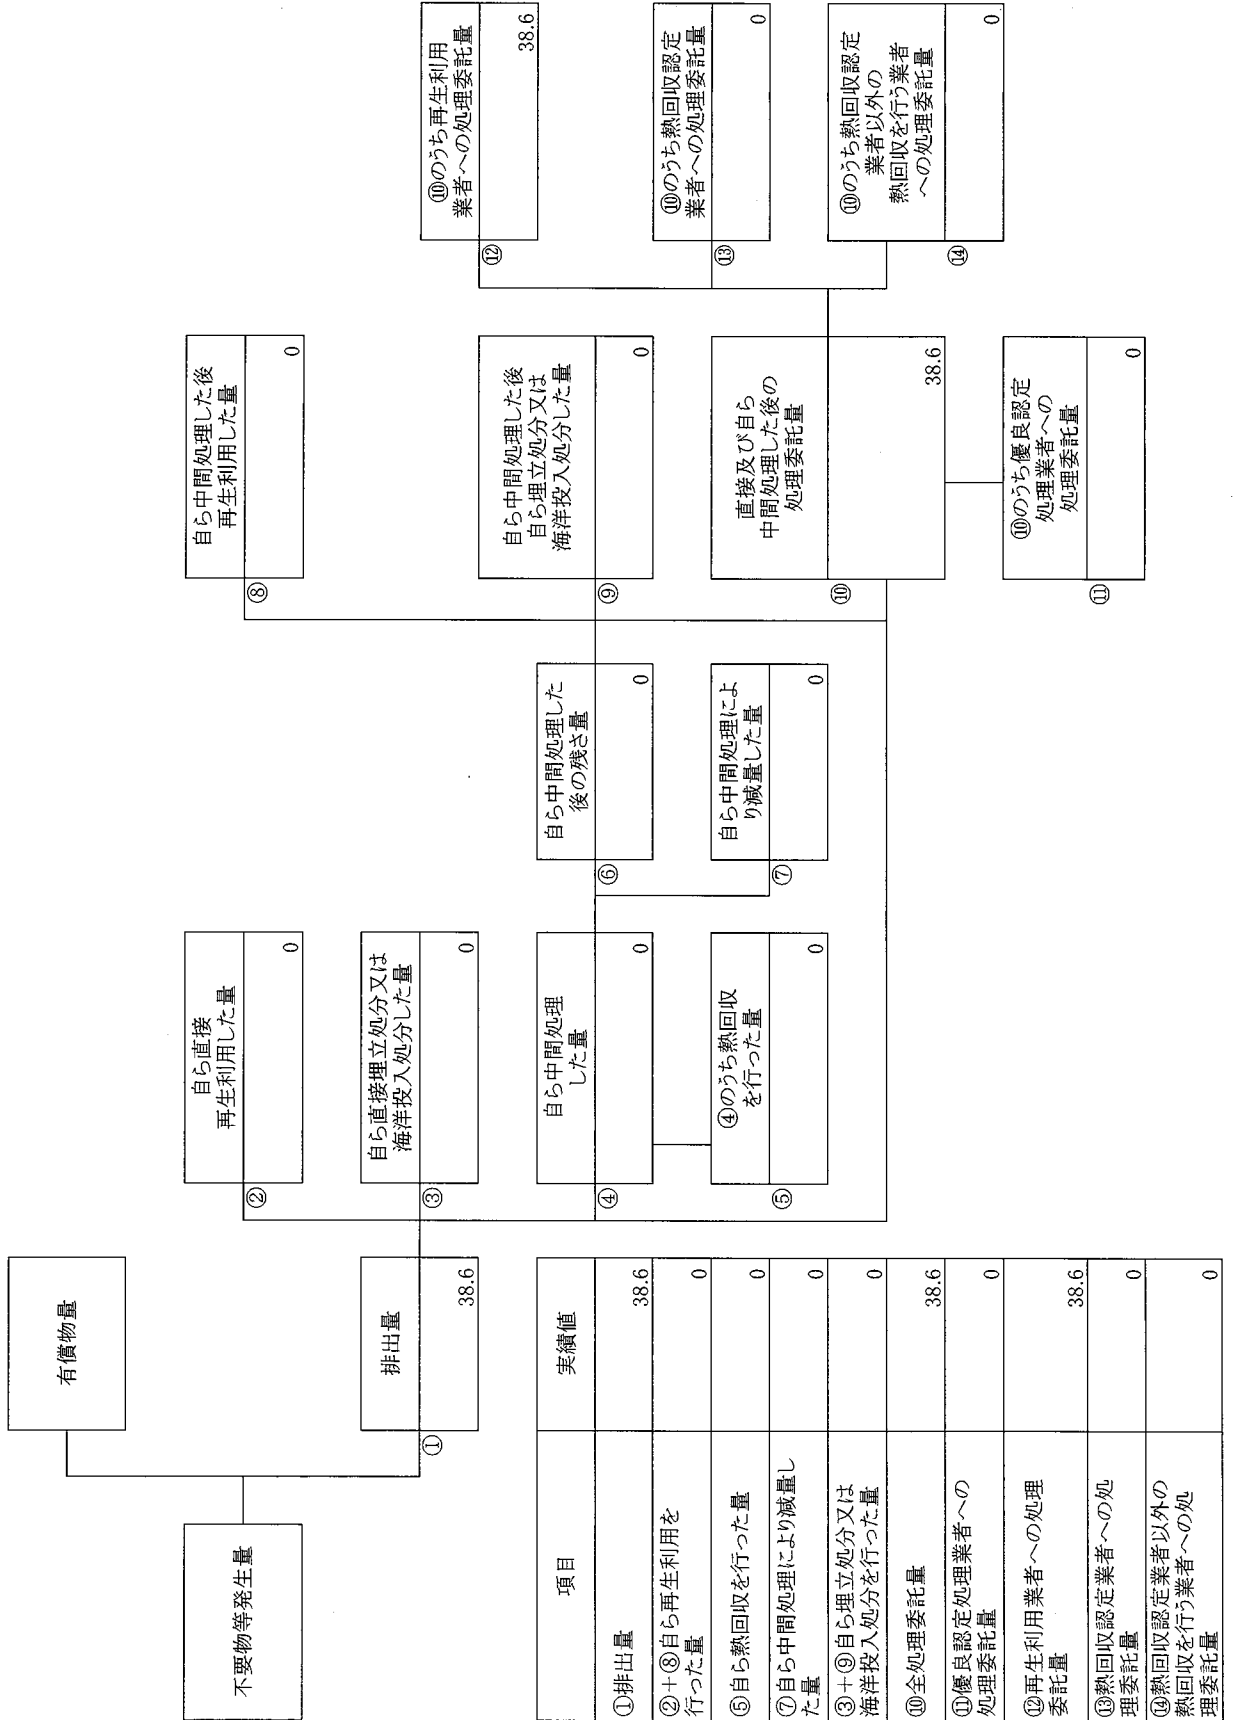 有償物量
不要物等発生量
排出量
①
38.6
自ら直接
再生利用した量
②
0
自ら直接埋立処分又は
海洋投入処分した量
③
0
自ら中間処理
した量
④
0
④のうち熱回収
を行った量
⑤
0
自ら中間処理した
後の残さ量
⑥
0
自ら中間処理によ
り減量した量
⑦
0
自ら中間処理した後
再生利用した量
⑧
0
自ら中間処理した後
自ら埋立処分又は
海洋投入処分した量
⑨
0
直接及び自ら
中間処理した後の
処理委託量
⑩
38.6
⑩のうち優良認定
処理業者への
処理委託量
⑪
0
⑩のうち再生利用
業者への処理委託量
⑫
38.6
⑩のうち熱回収認定
業者への処理委託量
⑬
0
⑩のうち熱回収認定
業者以外の
熱回収を行う業者
への処理委託量
⑭
0
項目 実績値
①排出量 38.6
②+⑧自ら再生利用を
行った量 0
⑤自ら熱回収を行った量 0
⑦自ら中間処理により減量し
た量 0
③+⑨自ら埋立処分又は
海洋投入処分を行った量 0
⑩全処理委託量 38.6
⑪優良認定処理業者への
処理委託量 0
⑫再生利用業者への処理
委託量 38.6
⑬熱回収認定業者への処
理委託量 0
⑭熱回収認定業者以外の
熱回収を行う業者への処
理委託量 0